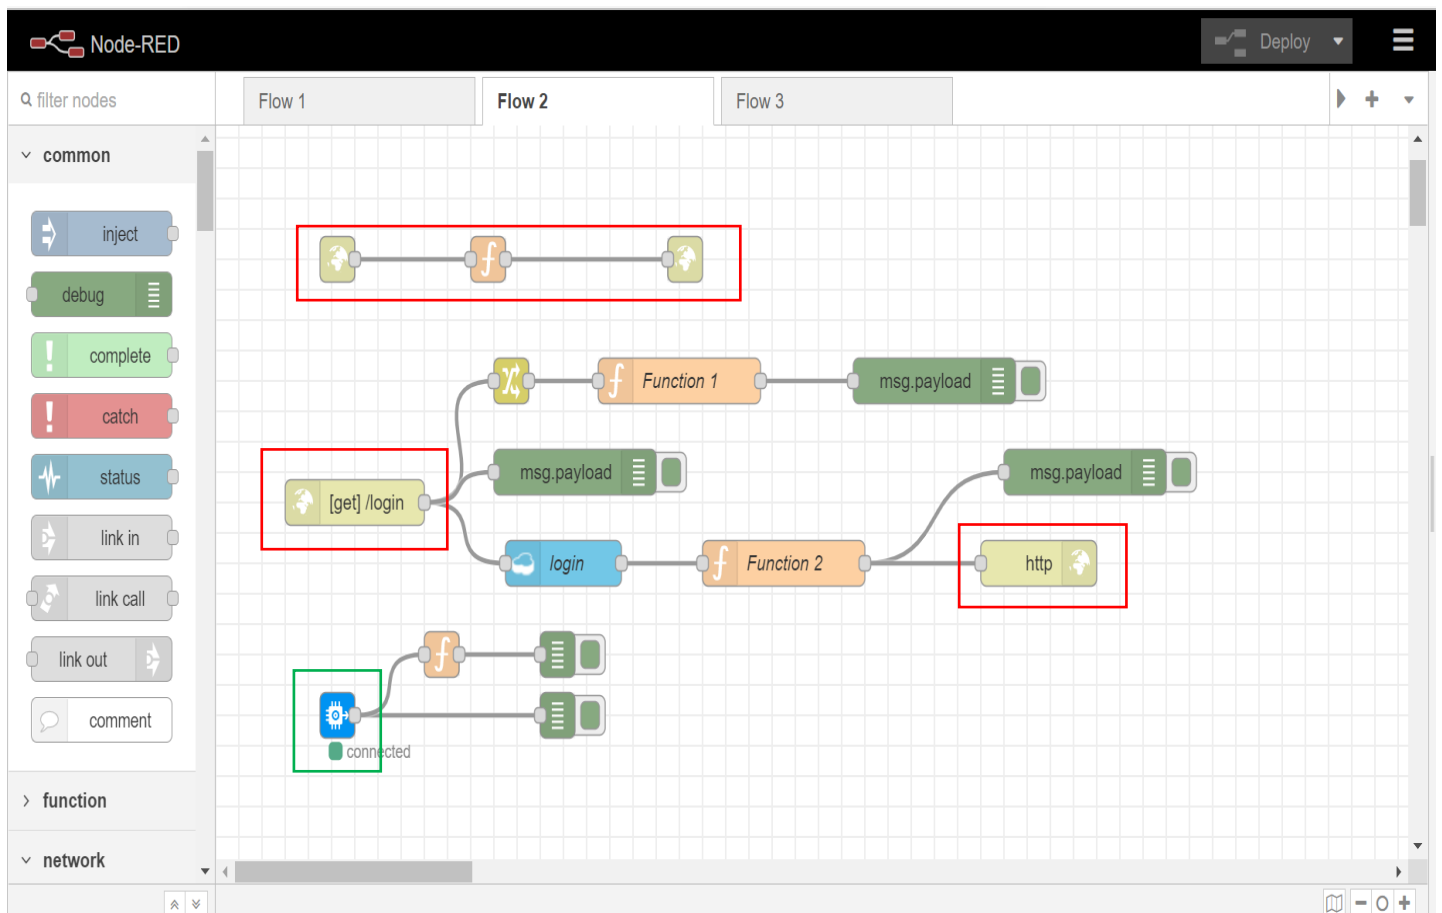 Node-RED
Deploy
filter nodes
Flow 1
Flow 2
Flow 3
common
inject
debug
complete
catch
status
link in
link call
link out
comment
function
network
Function 1
msg.payload
msg.payload
msg.payload
[get] /login
login
Function 2
http
connected